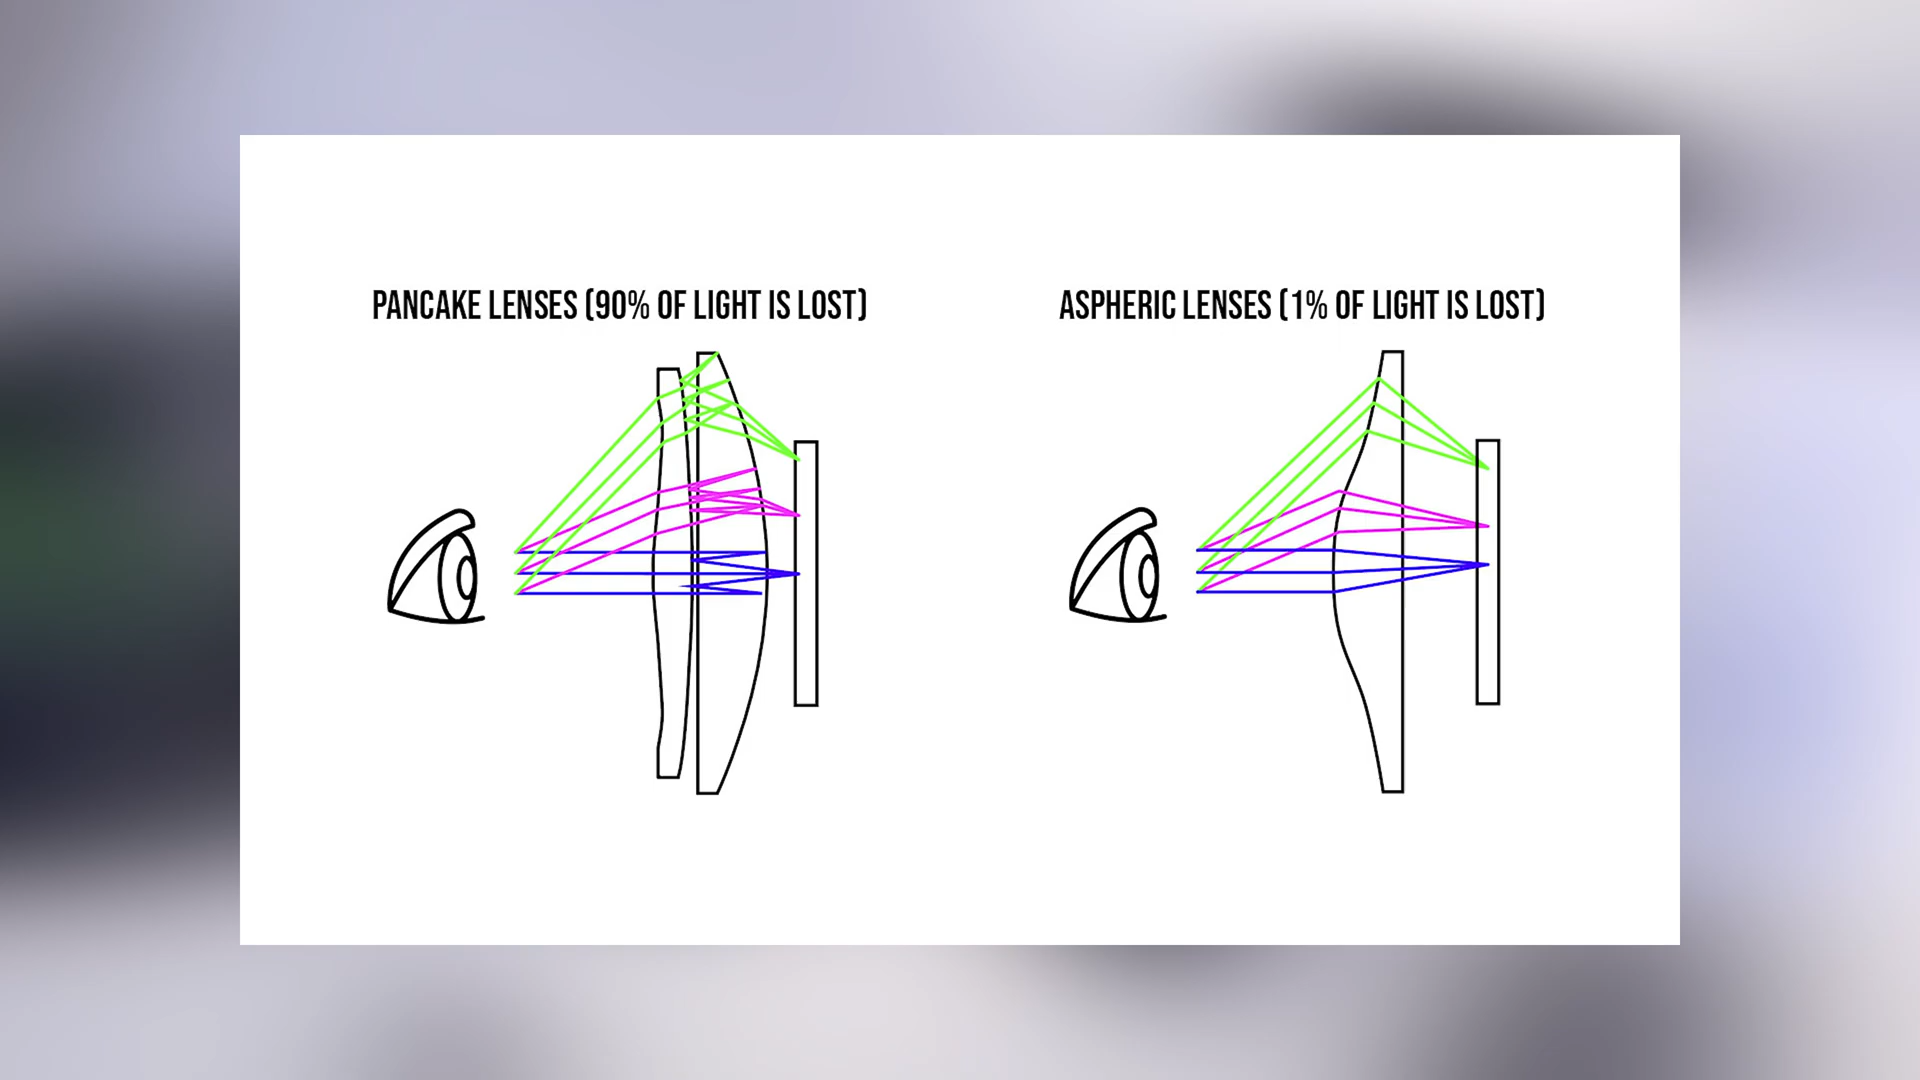 PANCAKE LENSES (90% OF LIGHT IS LOST)
ASPHERIC LENSES (1% OF LIGHT IS LOST)